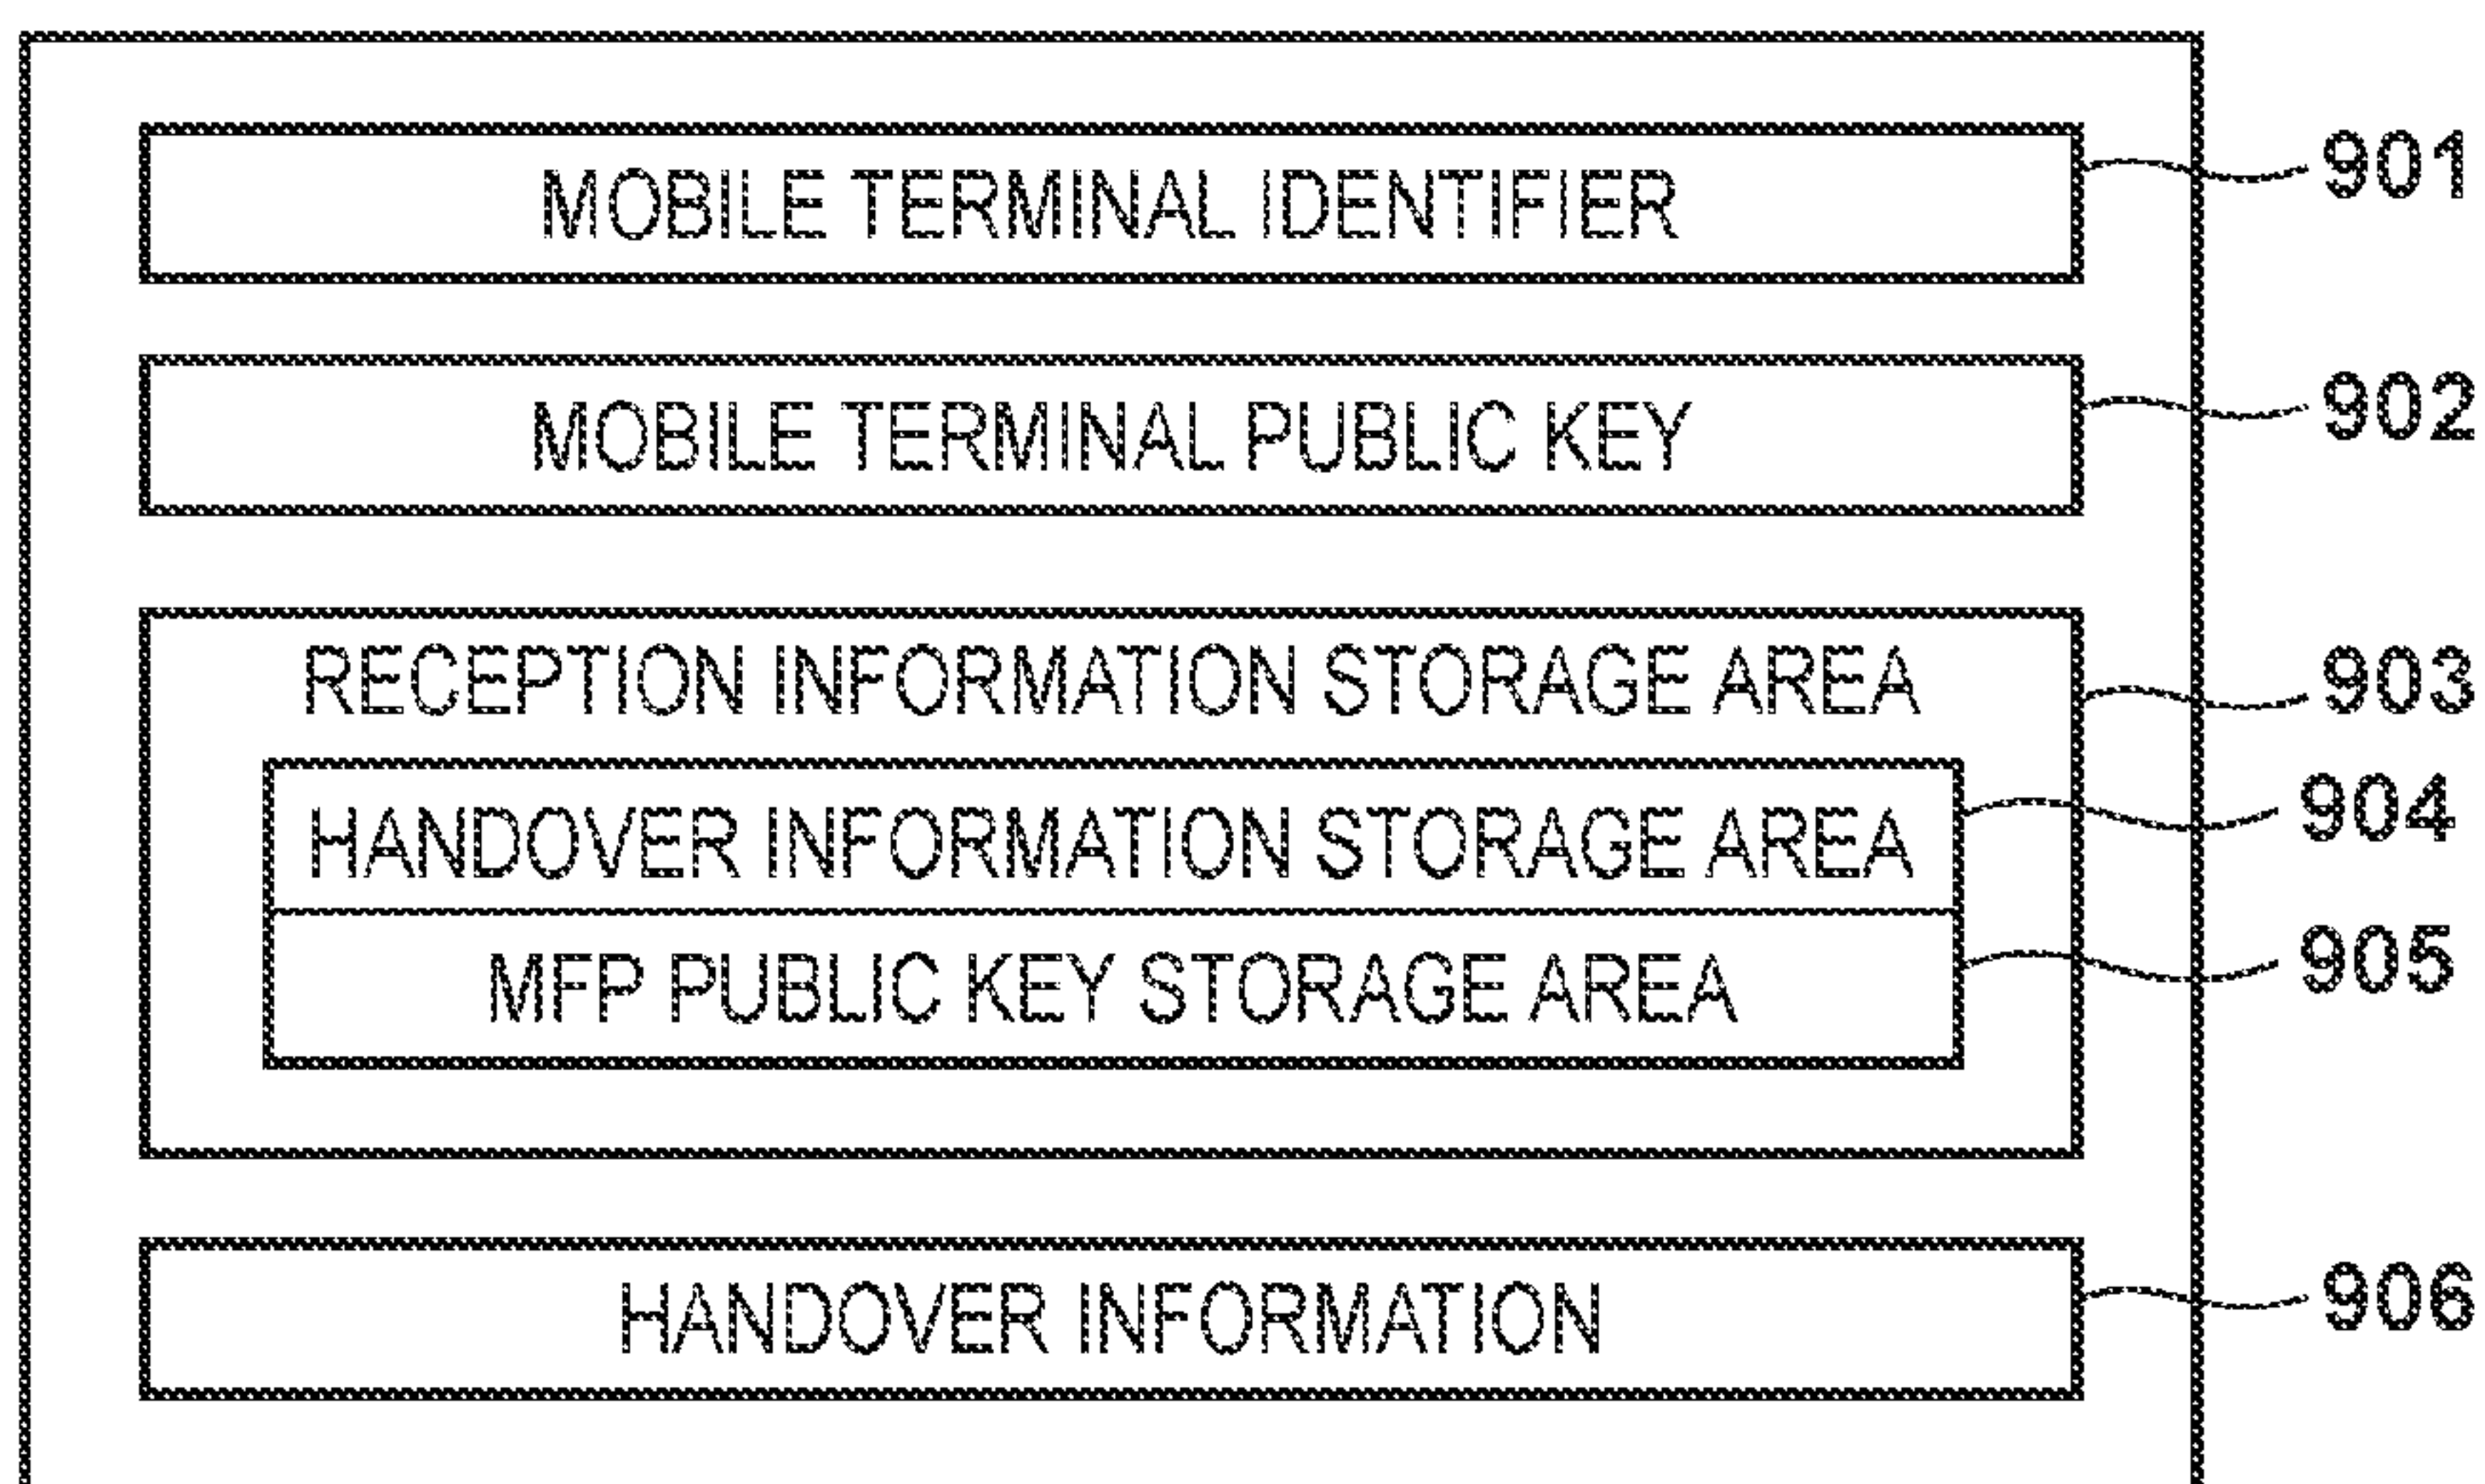 MOBILE TERMINAL IDENTIFIER 901
MOBILE TERMINAL PUBLIC KEY 902
RECEPTION INFORMATION STORAGE AREA 903
HANDOVER INFORMATION STORAGE AREA 904
MFP PUBLIC KEY STORAGE AREA 905
HANDOVER INFORMATION 906